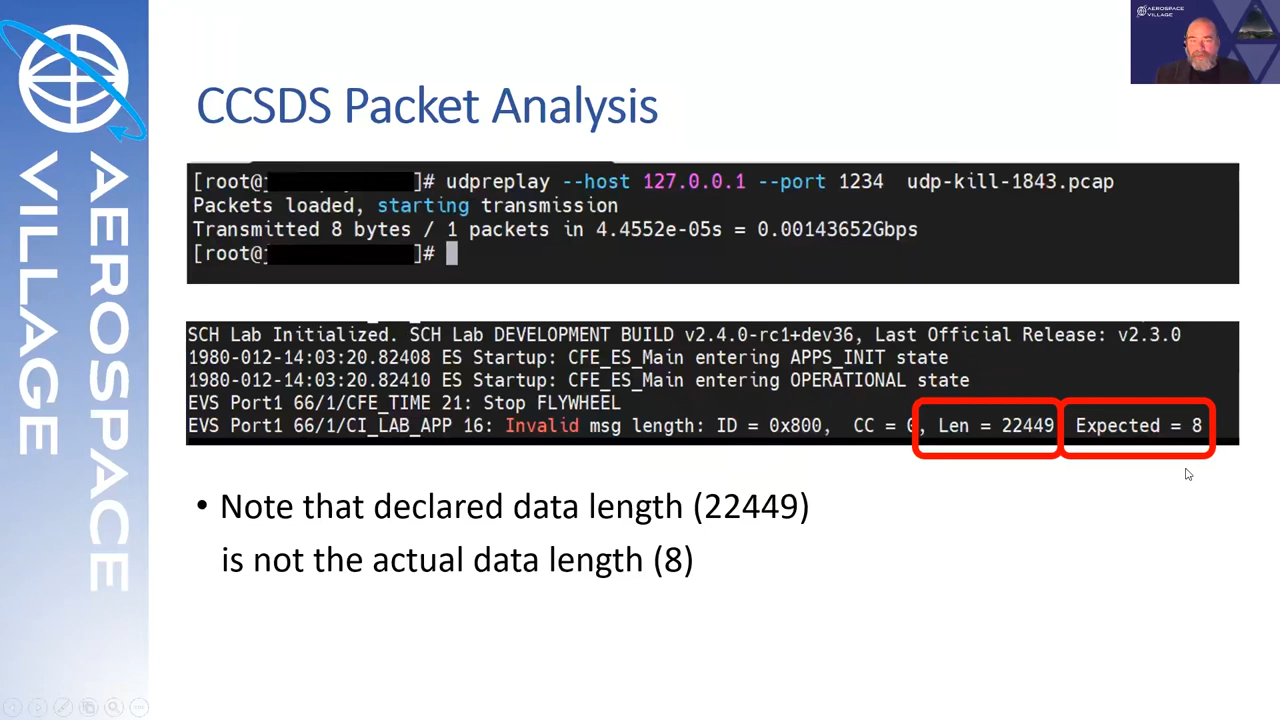 AEROSPACE
VILLAGE
AEROSPACE
VILLAGE
CCSDS Packet Analysis
[root@j ]# udpreplay --host 127.0.0.1 --port 1234 udp-kill-1843.pcap
Packets loaded, starting transmission
Transmitted 8 bytes / 1 packets in 4.4552e-05s = 0.00143652Gbps
[root@j ]#
SCH Lab Initialized. SCH Lab DEVELOPMENT BUILD v2.4.0-rc1+dev36, Last Official Release: v2.3.0
1980-012-14:03:20.82408 ES Startup: CFE_ES_Main entering APPS_INIT state
1980-012-14:03:20.82410 ES Startup: CFE_ES_Main entering OPERATIONAL state
EVS Port1 66/1/CFE_TIME 21: Stop FLYWHEEL
EVS Port1 66/1/CI_LAB_APP 16: Invalid msg length: ID = 0x800, CC = 0, Len = 22449 Expected = 8
• Note that declared data length (22449)
is not the actual data length (8)